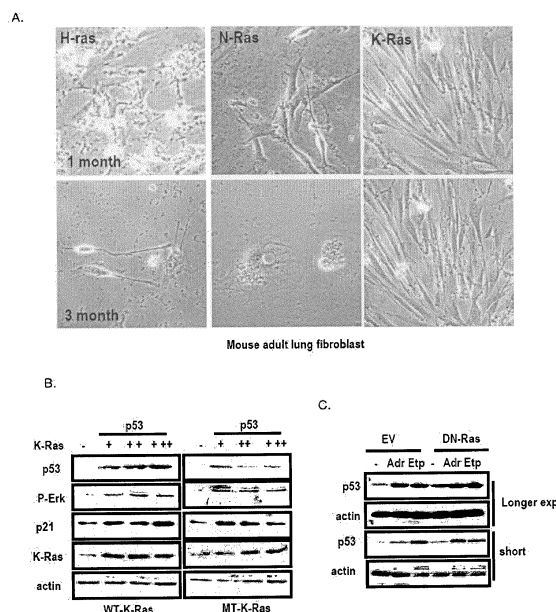 A.
H-ras N-Ras K-Ras
1 month
3 month
Mouse adult lung fibroblast
B.
p53 p53
K-Ras - + ++ +++ - + ++ +++
p53
P-Erk
p21
K-Ras
actin
WT-K-Ras MT-K-Ras
C.
EV DN-Ras
- Adr Etp - Adr Etp
p53
actin
Longer exp
p53
actin
short